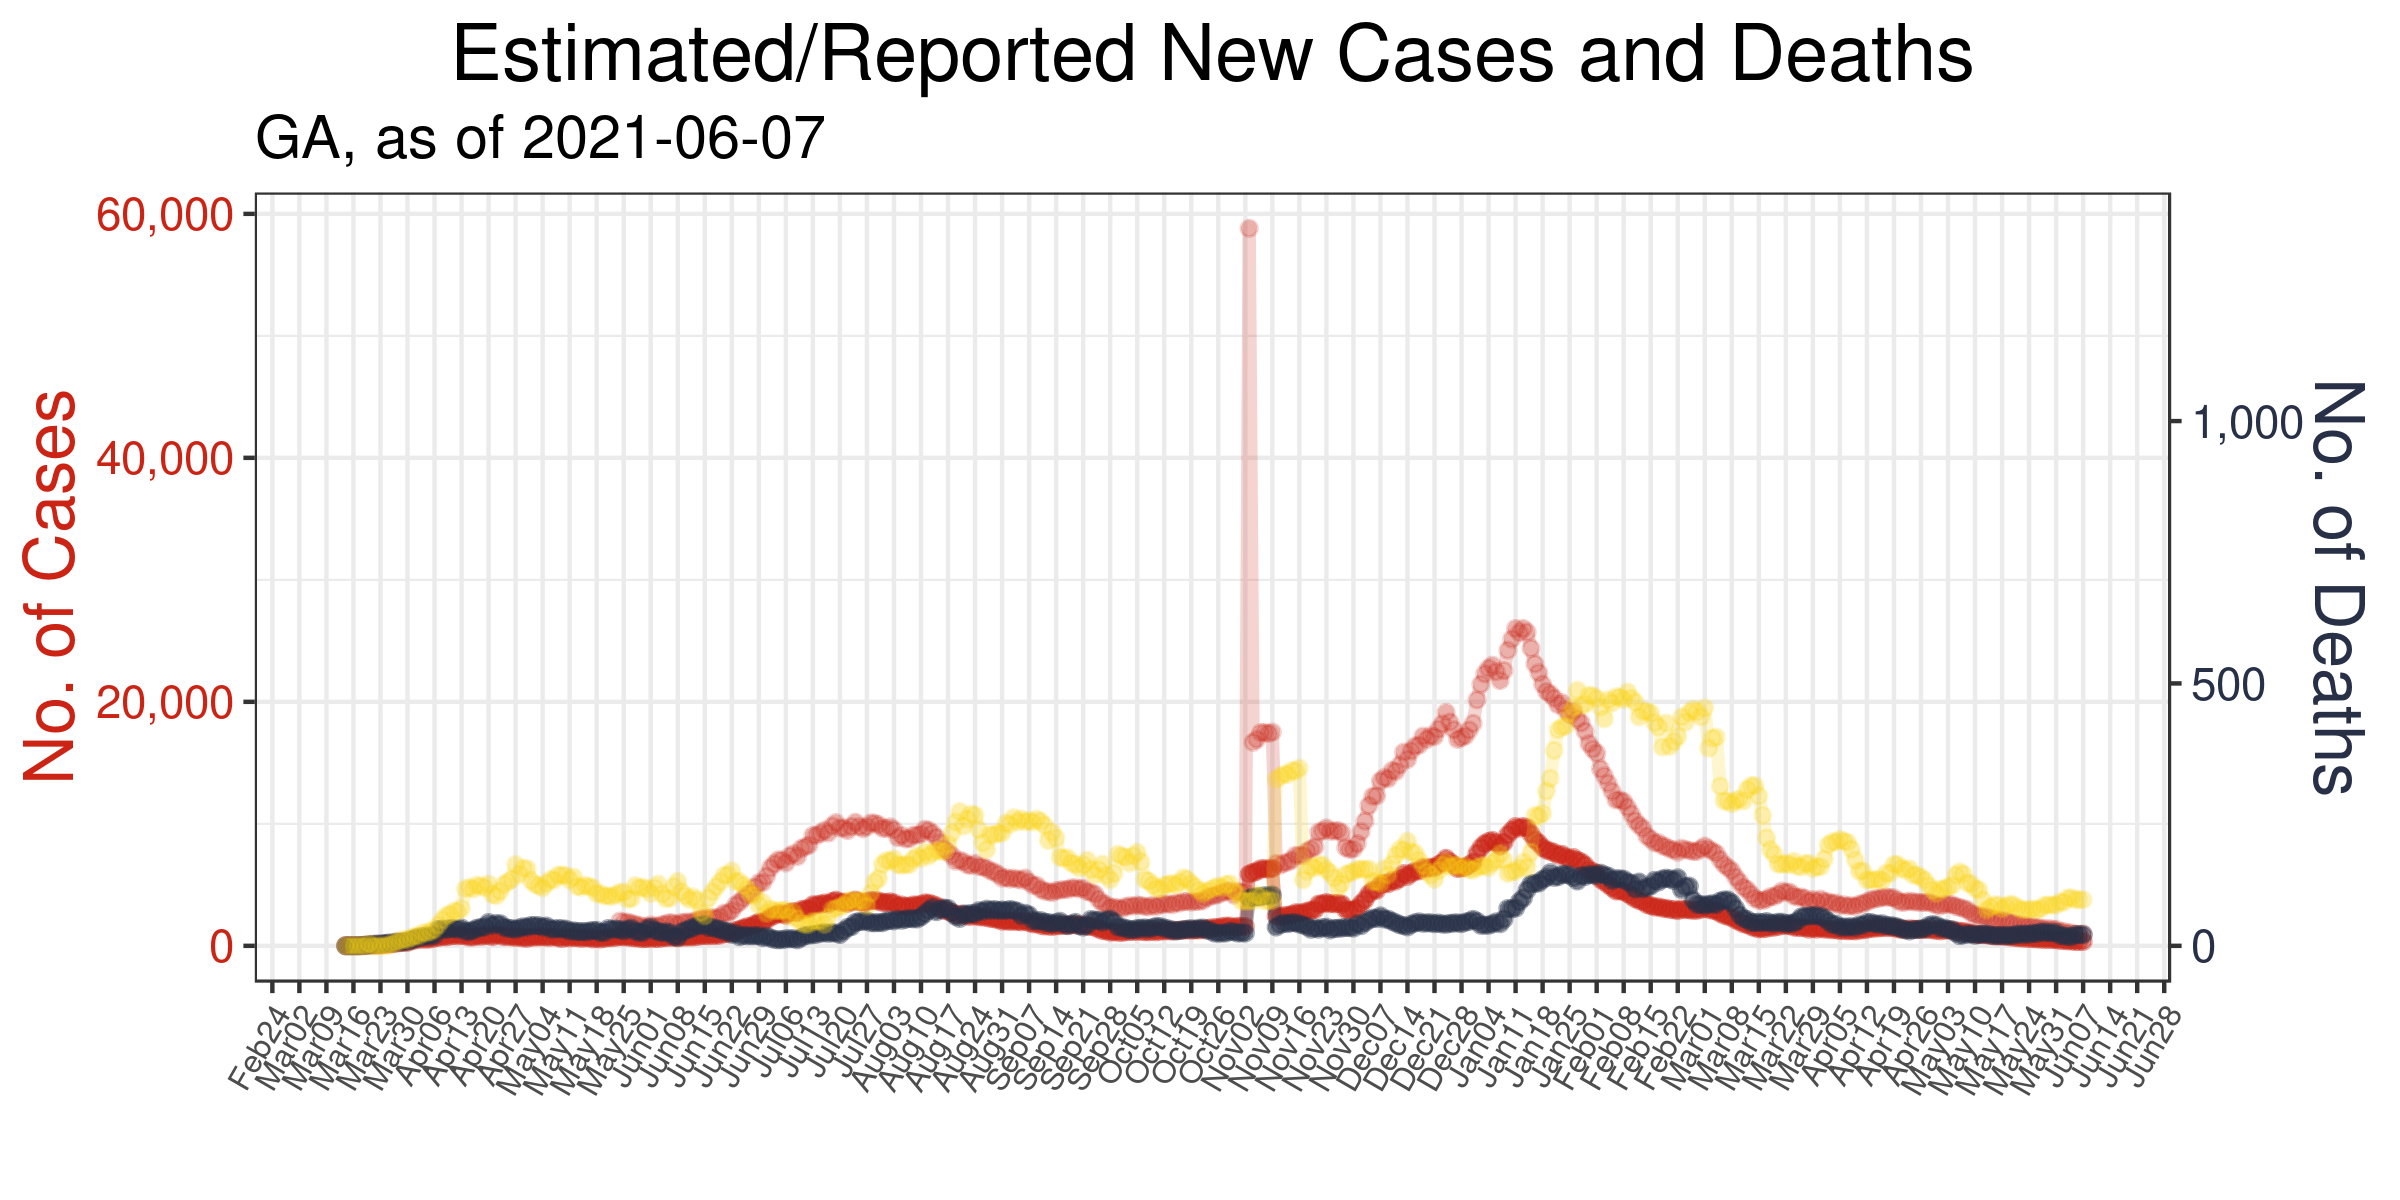 Estimated/Reported New Cases and Deaths
GA, as of 2021-06-07
60,000
40,000
20,000
0
No. of Cases
1,000
500
0
No. of Deaths
Feb24
Mar02
Mar09
Mar16
Mar23
Mar30
Apr06
Apr13
Apr20
Apr27
May04
May11
May18
May25
Jun01
Jun08
Jun15
Jun22
Jun29
Jul06
Jul13
Jul20
Jul27
Aug03
Aug10
Aug17
Aug24
Aug31
Sep07
Sep14
Sep21
Sep28
Oct05
Oct12
Oct19
Oct26
Nov02
Nov09
Nov16
Nov23
Nov30
Dec07
Dec14
Dec21
Dec28
Jan04
Jan11
Jan18
Jan25
Feb01
Feb08
Feb15
Feb22
Mar01
Mar08
Mar15
Mar22
Mar29
Apr05
Apr12
Apr19
Apr26
May03
May10
May17
May24
May31
Jun07
Jun14
Jun21
Jun28